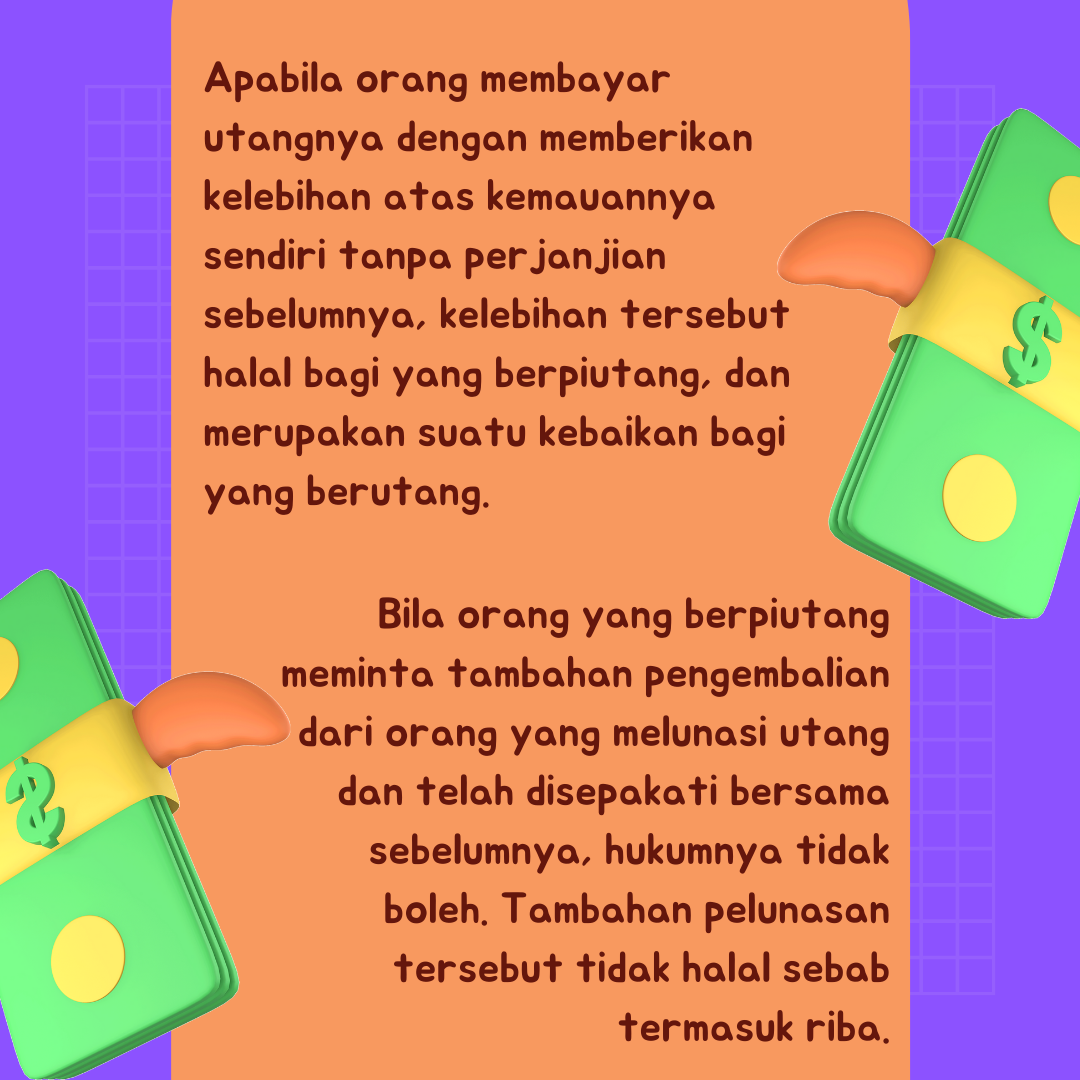 Apabila orang membayar
utangnya dengan memberikan
kelebihan atas kemauannya
sendiri tanpa perjanjian
sebelumnya, kelebihan tersebut
halal bagi yang berpiutang, dan
merupakan suatu kebaikan bagi
yang berutang.
Bila orang yang berpiutang
meminta tambahan pengembalian
dari orang yang melunasi utang
dan telah disepakati bersama
sebelumnya, hukumnya tidak
boleh. Tambahan pelunasan
tersebut tidak halal sebab
termasuk riba.
$
$